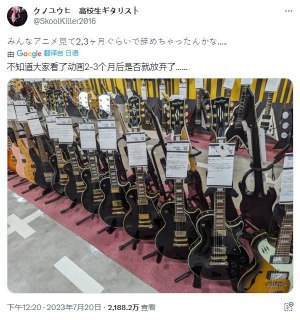 クノユウヒ 高校生ギタリスト
@SkoolKiller2016
みんなアニメ見て2,3ヶ月ぐらいで辞めちゃったんかな....
由 Google 翻译自 日语
不知道大家看了动画2-3个月后是否就放弃了......
下午12:20 · 2023年7月20日 · 2,188.2万 查看